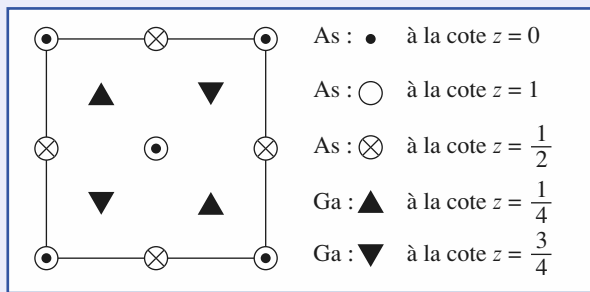 As : à la cote z = 0
As : à la cote z = 1
As : à la cote z = 1/2
Ga : à la cote z = 1/4
Ga : à la cote z = 3/4